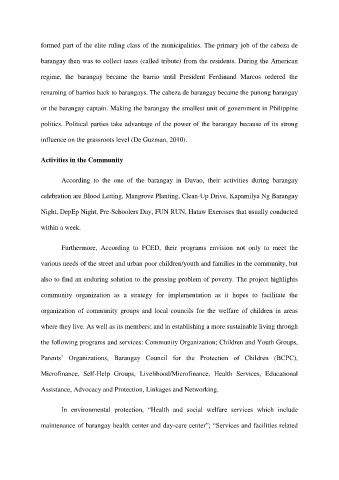 formed part of the elite ruling class of the municipalities. The primary job of the cabeza de
barangay then was to collect taxes (called tribute) from the residents. During the American
regime, the barangay became the barrio until President Ferdinand Marcos ordered the
renaming of barrios back to barangays. The cabeza de barangay became the punong barangay
or the barangay captain. Making the barangay the smallest unit of government in Philippine
politics. Political parties take advantage of the power of the barangay because of its strong
influence on the grassroots level (De Guzman, 2010).
Activities in the Community
According to the one of the barangay in Davao, their activities during barangay
celebration are Blood Letting, Mangrove Planting, Clean-Up Drive, Kapamilya Ng Barangay
Night, DepEp Night, Pre-Schoolers Day, FUN RUN, Hataw Exercises that usually conducted
within a week.
Furthermore, According to FCED, their programs envision not only to meet the
various needs of the street and urban poor children/youth and families in the community, but
also to find an enduring solution to the pressing problem of poverty. The project highlights
community organization as a strategy for implementation as it hopes to facilitate the
organization of community groups and local councils for the welfare of children in areas
where they live. As well as its members; and in establishing a more sustainable living through
the following programs and services: Community Organization; Children and Youth Groups,
Parents' Organizations, Barangay Council for the Protection of Children (BCPC),
Microfinance, Self-Help Groups, Livelihood/Microfinance, Health Services, Educational
Assistance, Advocacy and Protection, Linkages and Networking.
In environmental protection, “Health and social welfare services which include
maintenance of barangay health center and day-care center”; “Services and facilities related